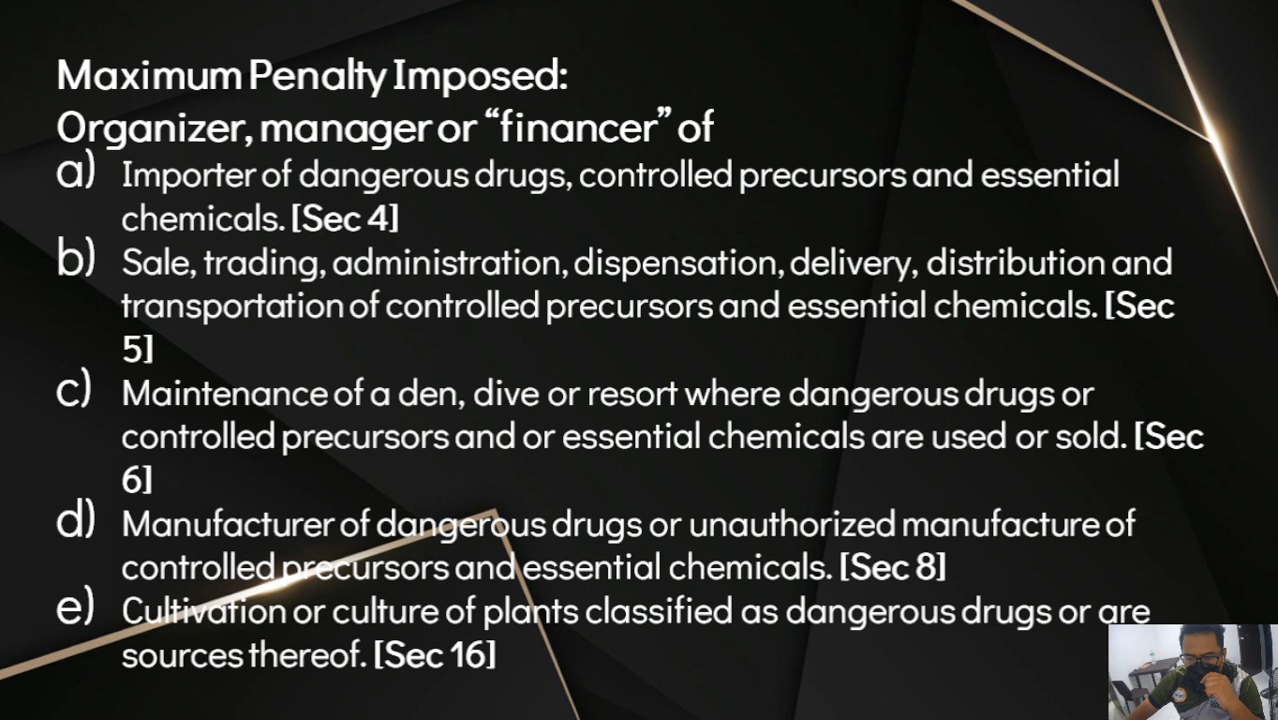 Maximum Penalty Imposed:
Organizer, manager or “financer” of
a) Importer of dangerous drugs, controlled precursors and essential
chemicals. [Sec 4]
b) Sale, trading, administration, dispensation, delivery, distribution and
transportation of controlled precursors and essential chemicals. [Sec
5]
c) Maintenance of a den, dive or resort where dangerous drugs or
controlled precursors and or essential chemicals are used or sold. [Sec
6]
d) Manufacturer of dangerous drugs or unauthorized manufacture of
controlled precursors and essential chemicals. [Sec 8]
e) Cultivation or culture of plants classified as dangerous drugs or are
sources thereof. [Sec 16]